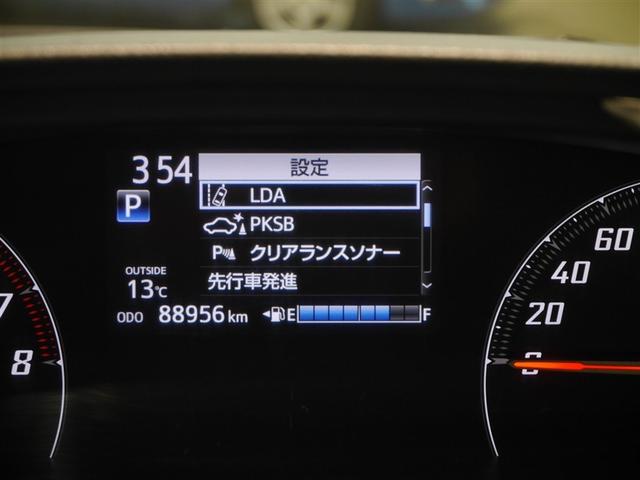 3 54
設定
P
LDA
PKSB
P クリアランスソナー
先行車発進
OUTSIDE
13℃
ODO 88956 km
E F
7
8
60
40
20
0